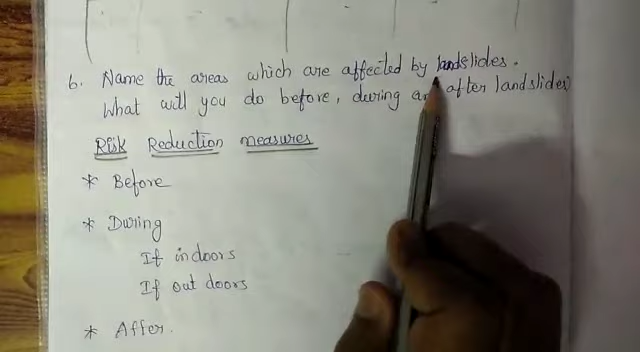 6. Name the areas which are affected by landslides.
What will you do before, during an after landslides)
Risk Reduction measures
* Before
* During
If indoors
If out doors
* After.